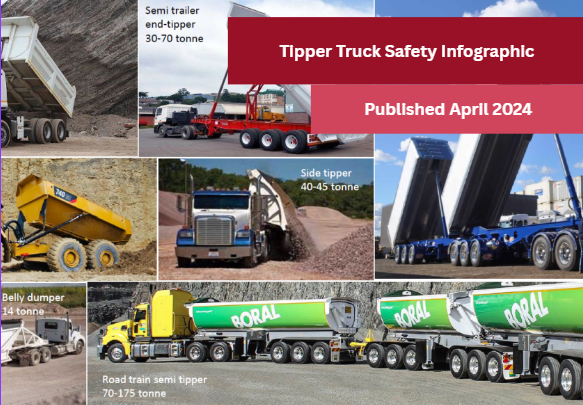 Semi trailer
end-tipper
30-70 tonne
Tipper Truck Safety Infographic
Published April 2024
740
Side tipper
40-45 tonne
Belly dumper
14 tonne
BORAL
BORAL
BORAL
Road train semi tipper
70-175 tonne